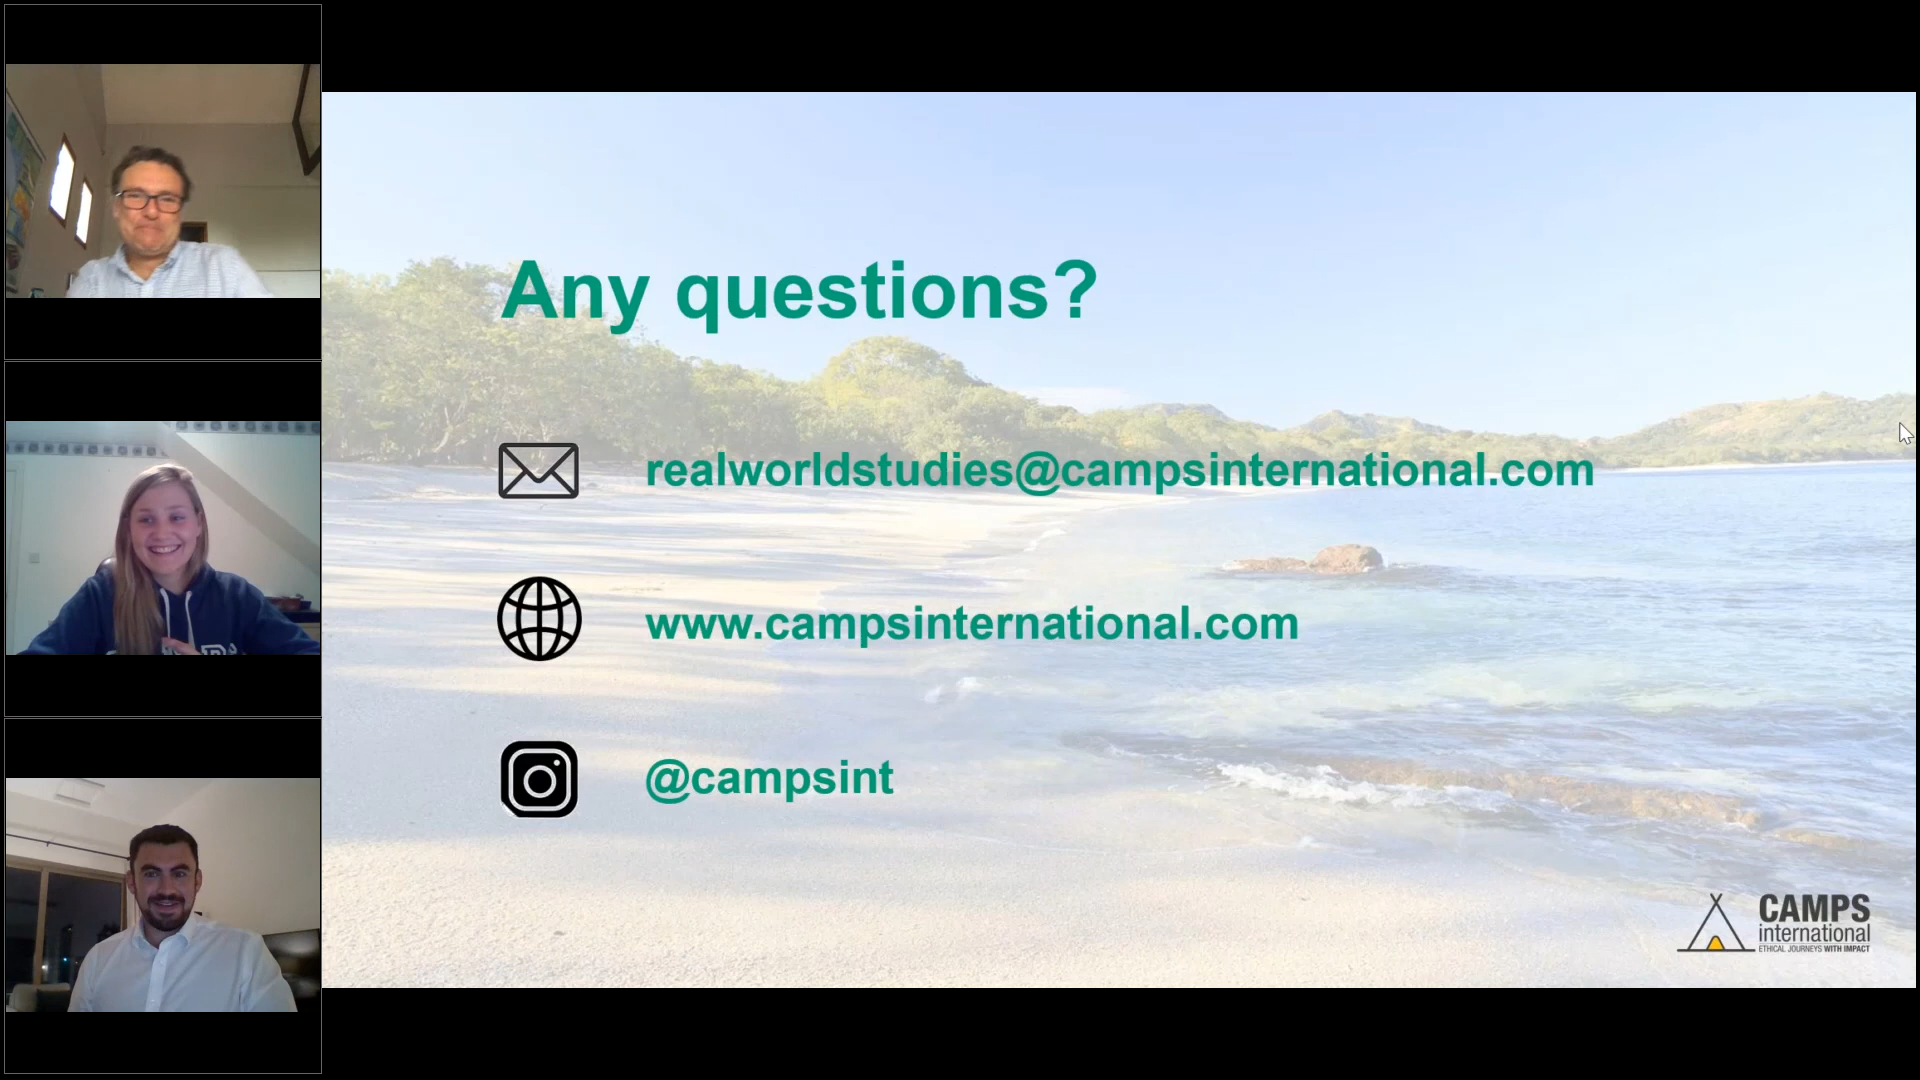 Any questions?
realworldstudies@campsinternational.com
www.campsinternational.com
@campsint
CAMPS
international
ETHICAL JOURNEYS WITH IMPACT